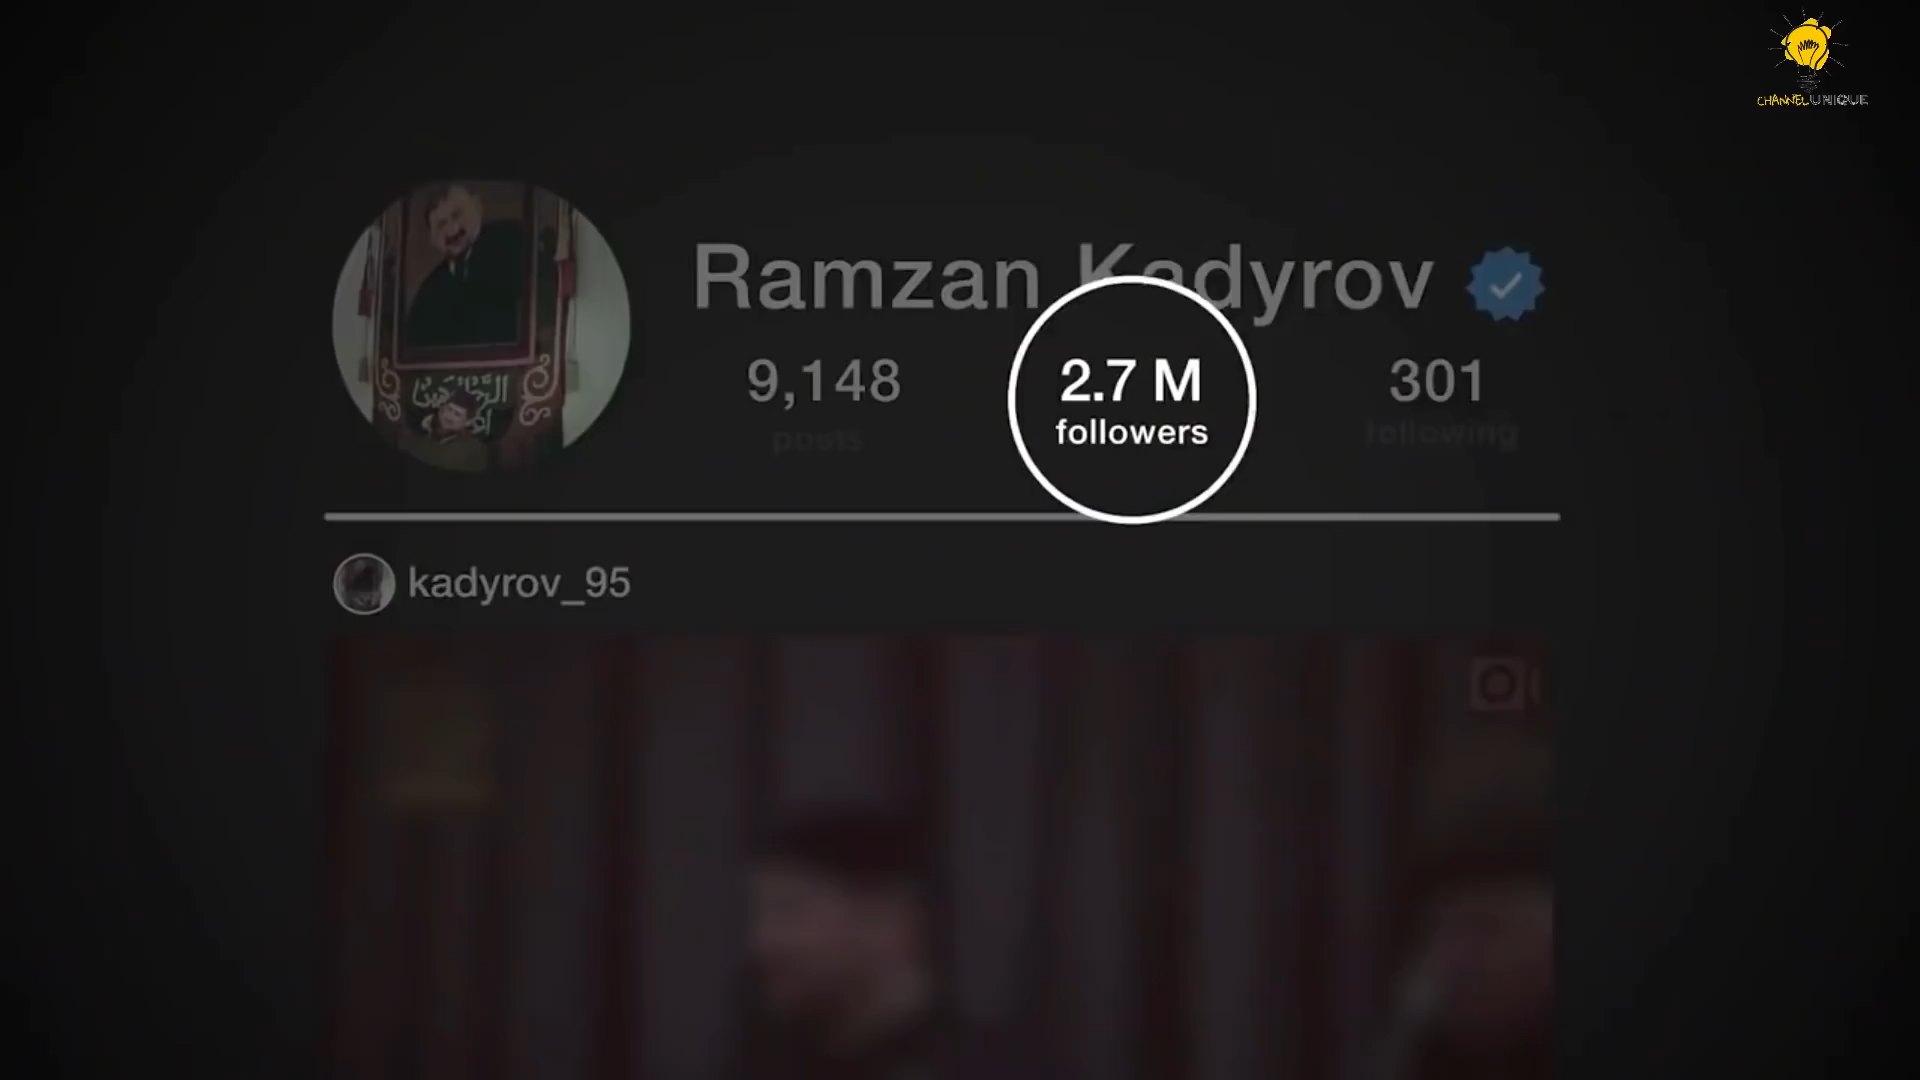 CHANNEL UNIQUE
Ramzan Kadyrov
9,148
posts
2.7 M
followers
301
following
kadyrov_95